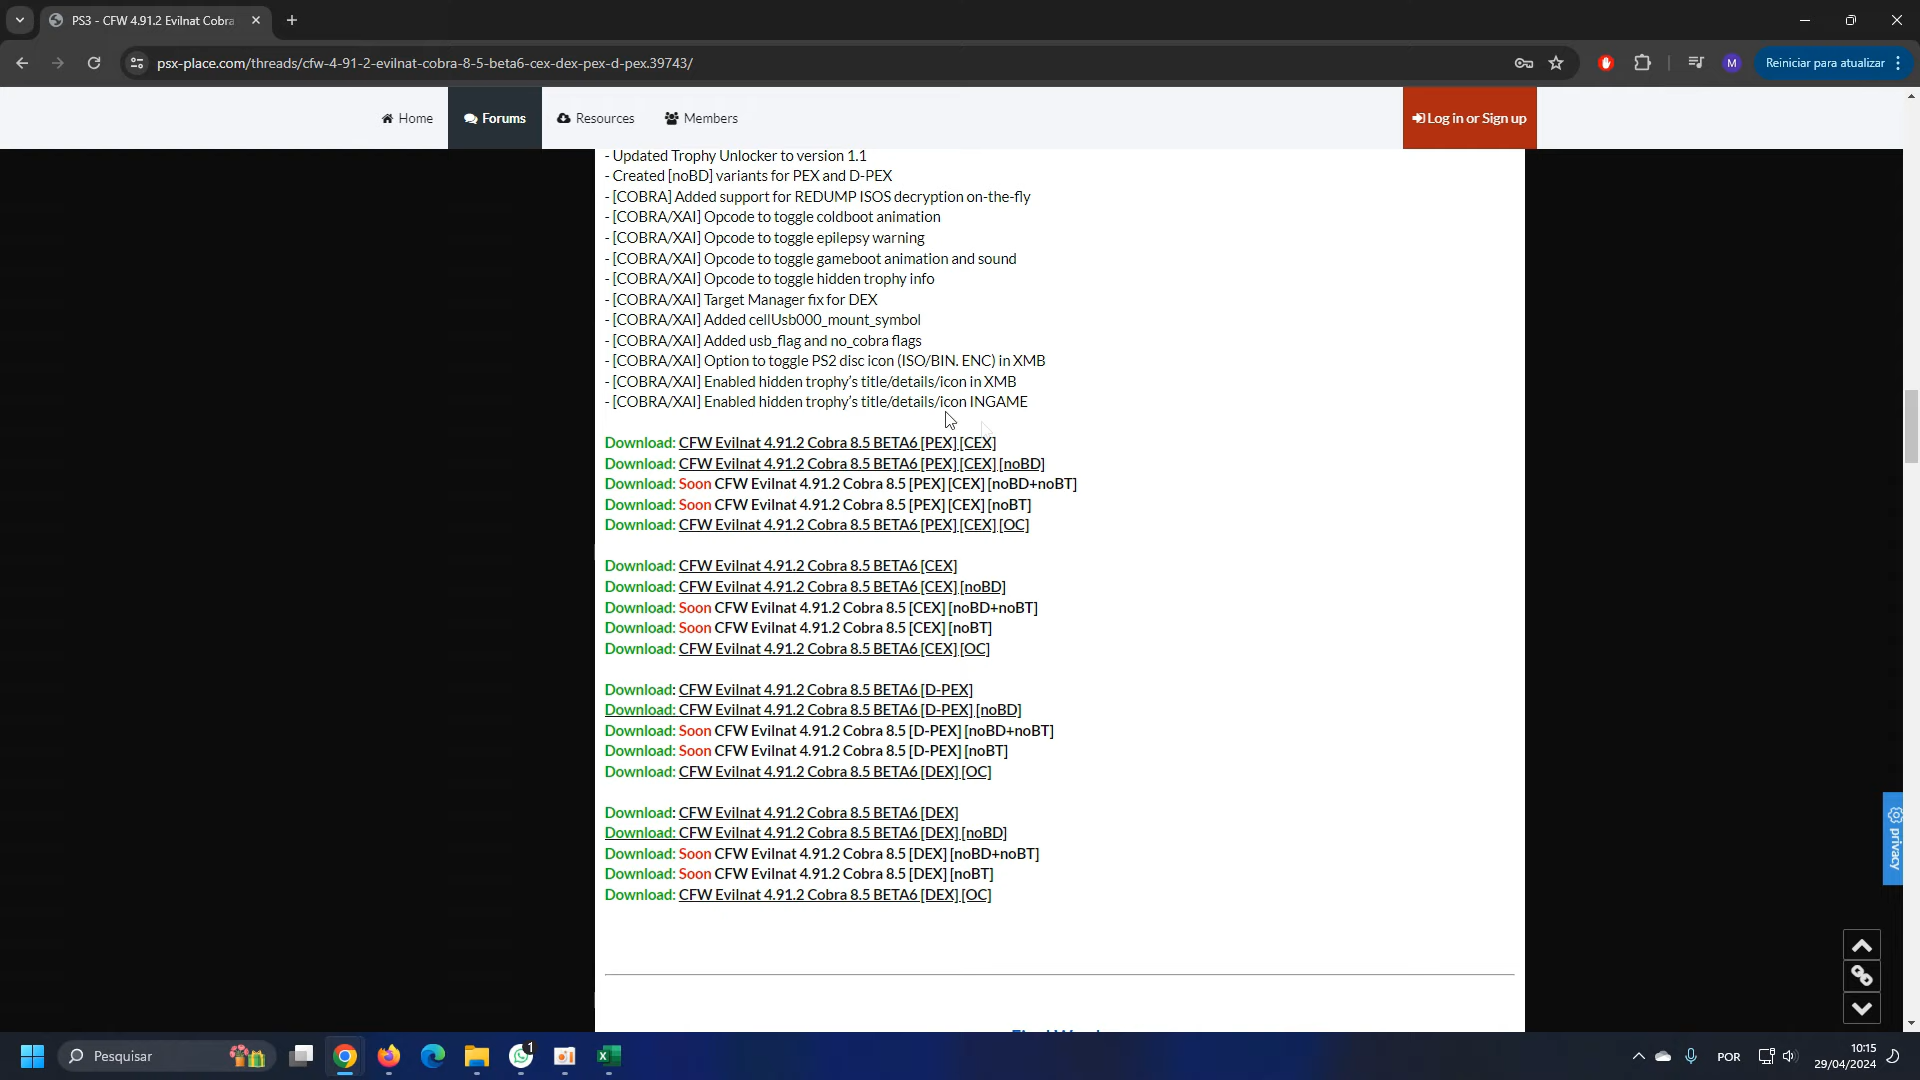 PS3 - CFW 4.91.2 Evilnat Cobra
psx-place.com/threads/cfw-4-91-2-evilnat-cobra-8-5-beta6-cex-dex-pex-d-pex.39743/
M
Reiniciar para atualizar
Home
Forums
Resources
Members
Log in or Sign up
- Updated Trophy Unlocker to version 1.1
- Created [noBD] variants for PEX and D-PEX
- [COBRA] Added support for REDUMP ISOS decryption on-the-fly
- [COBRA/XAI] Opcode to toggle coldboot animation
- [COBRA/XAI] Opcode to toggle epilepsy warning
- [COBRA/XAI] Opcode to toggle gameboot animation and sound
- [COBRA/XAI] Opcode to toggle hidden trophy info
- [COBRA/XAI] Target Manager fix for DEX
- [COBRA/XAI] Added cellUsb000_mount_symbol
- [COBRA/XAI] Added usb_flag and no_cobra flags
- [COBRA/XAI] Option to toggle PS2 disc icon (ISO/BIN. ENC) in XMB
- [COBRA/XAI] Enabled hidden trophy’s title/details/icon in XMB
- [COBRA/XAI] Enabled hidden trophy’s title/details/icon INGAME
Download: CFW Evilnat 4.91.2 Cobra 8.5 BETA6 [PEX] [CEX]
Download: CFW Evilnat 4.91.2 Cobra 8.5 BETA6 [PEX] [CEX] [noBD]
Download: Soon CFW Evilnat 4.91.2 Cobra 8.5 [PEX] [CEX] [noBD+noBT]
Download: Soon CFW Evilnat 4.91.2 Cobra 8.5 [PEX] [CEX] [noBT]
Download: CFW Evilnat 4.91.2 Cobra 8.5 BETA6 [PEX] [CEX] [OC]
Download: CFW Evilnat 4.91.2 Cobra 8.5 BETA6 [CEX]
Download: CFW Evilnat 4.91.2 Cobra 8.5 BETA6 [CEX] [noBD]
Download: Soon CFW Evilnat 4.91.2 Cobra 8.5 [CEX] [noBD+noBT]
Download: Soon CFW Evilnat 4.91.2 Cobra 8.5 [CEX] [noBT]
Download: CFW Evilnat 4.91.2 Cobra 8.5 BETA6 [CEX] [OC]
Download: CFW Evilnat 4.91.2 Cobra 8.5 BETA6 [D-PEX]
Download: CFW Evilnat 4.91.2 Cobra 8.5 BETA6 [D-PEX] [noBD]
Download: Soon CFW Evilnat 4.91.2 Cobra 8.5 [D-PEX] [noBD+noBT]
Download: Soon CFW Evilnat 4.91.2 Cobra 8.5 [D-PEX] [noBT]
Download: CFW Evilnat 4.91.2 Cobra 8.5 BETA6 [DEX] [OC]
Download: CFW Evilnat 4.91.2 Cobra 8.5 BETA6 [DEX]
Download: CFW Evilnat 4.91.2 Cobra 8.5 BETA6 [DEX] [noBD]
Download: Soon CFW Evilnat 4.91.2 Cobra 8.5 [DEX] [noBD+noBT]
Download: Soon CFW Evilnat 4.91.2 Cobra 8.5 [DEX] [noBT]
Download: CFW Evilnat 4.91.2 Cobra 8.5 BETA6 [DEX] [OC]
privacy
Pesquisar
1
POR
10:15
29/04/2024